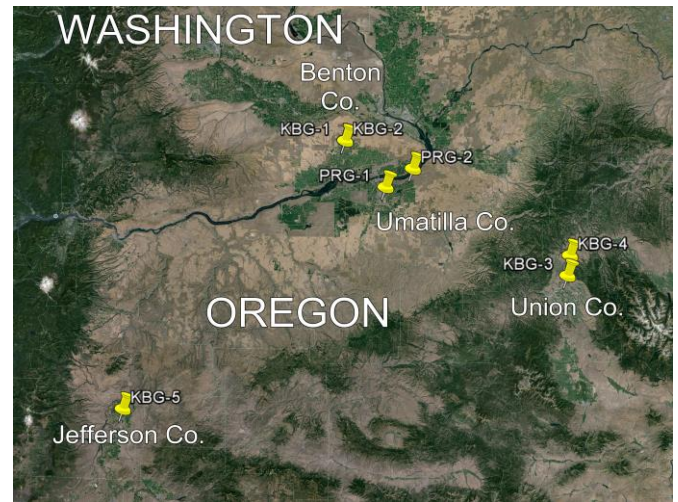 WASHINGTON
Benton
Co.
KBG-1 KBG-2
PRG-2
PRG-1
Umatilla Co.
KBG-4
KBG-3
Union Co.
OREGON
KBG-5
Jefferson Co.